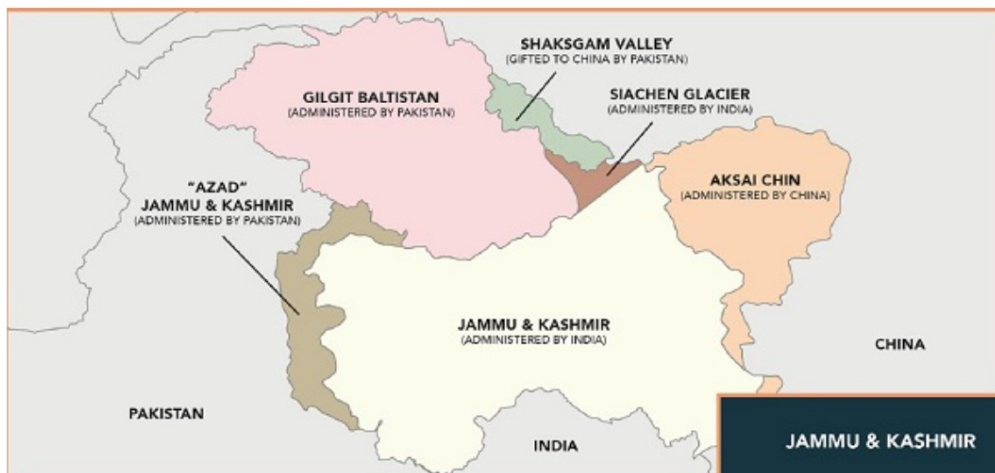 SHAKSGAM VALLEY
(GIFTED TO CHINA BY PAKISTAN)
GILGIT BALTISTAN
(ADMINISTERED BY PAKISTAN)
SIACHEN GLACIER
(ADMINISTERED BY INDIA)
"AZAD"
JAMMU & KASHMIR
(ADMINISTERED BY PAKISTAN)
AKSAI CHIN
(ADMINISTERED BY CHINA)
JAMMU & KASHMIR
(ADMINISTERED BY INDIA)
CHINA
PAKISTAN
INDIA
JAMMU & KASHMIR